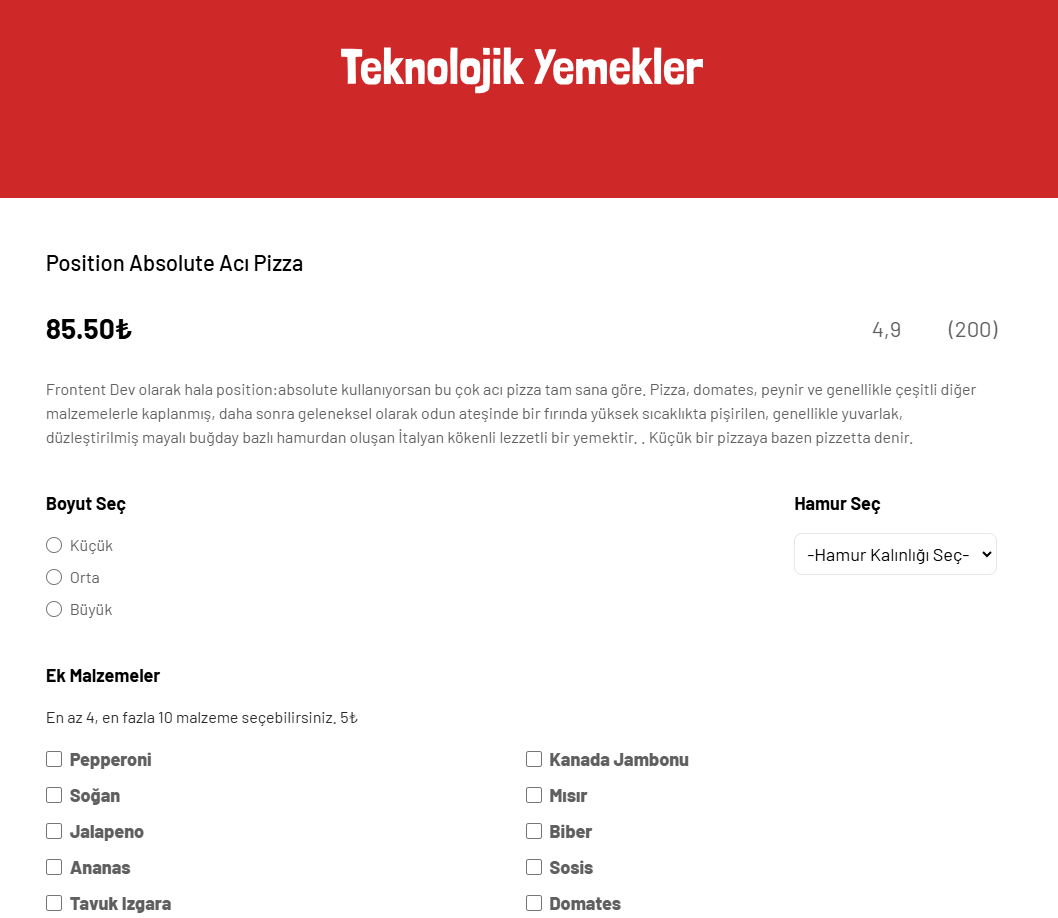 Teknolojik Yemekler
Position Absolute Acı Pizza
85.50₺ 4,9 (200)
Frontent Dev olarak hala position:absolute kullanıyorsan bu çok acı pizza tam sana göre. Pizza, domates, peynir ve genellikle çeşitli diğer
malzemelerle kaplanmış, daha sonra geleneksel olarak odun ateşinde bir fırında yüksek sıcaklıkta pişirilen, genellikle yuvarlak,
düzleştirilmiş mayalı buğday bazlı hamurdan oluşan İtalyan kökenli lezzetli bir yemektir. . Küçük bir pizzaya bazen pizzetta denir.
Boyut Seç
Küçük
Orta
Büyük
Hamur Seç
-Hamur Kalınlığı Seç-
Ek Malzemeler
En az 4, en fazla 10 malzeme seçebilirsiniz. 5₺
Pepperoni
Kanada Jambonu
Soğan
Mısır
Jalapeno
Biber
Ananas
Sosis
Tavuk Izgara
Domates